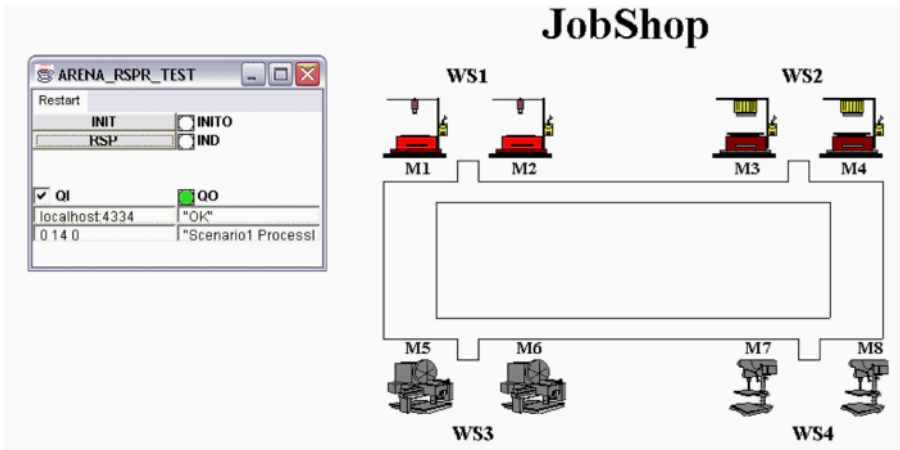 JobShop
ARENA_RSPR_TEST
Restart
INIT INITO
RSP IND
QI QO
localhost:4334 "OK"
0 14 0 "Scenario1 Processl
WS1 WS2
M1 M2 M3 M4
M5 M6 M7 M8
WS3 WS4